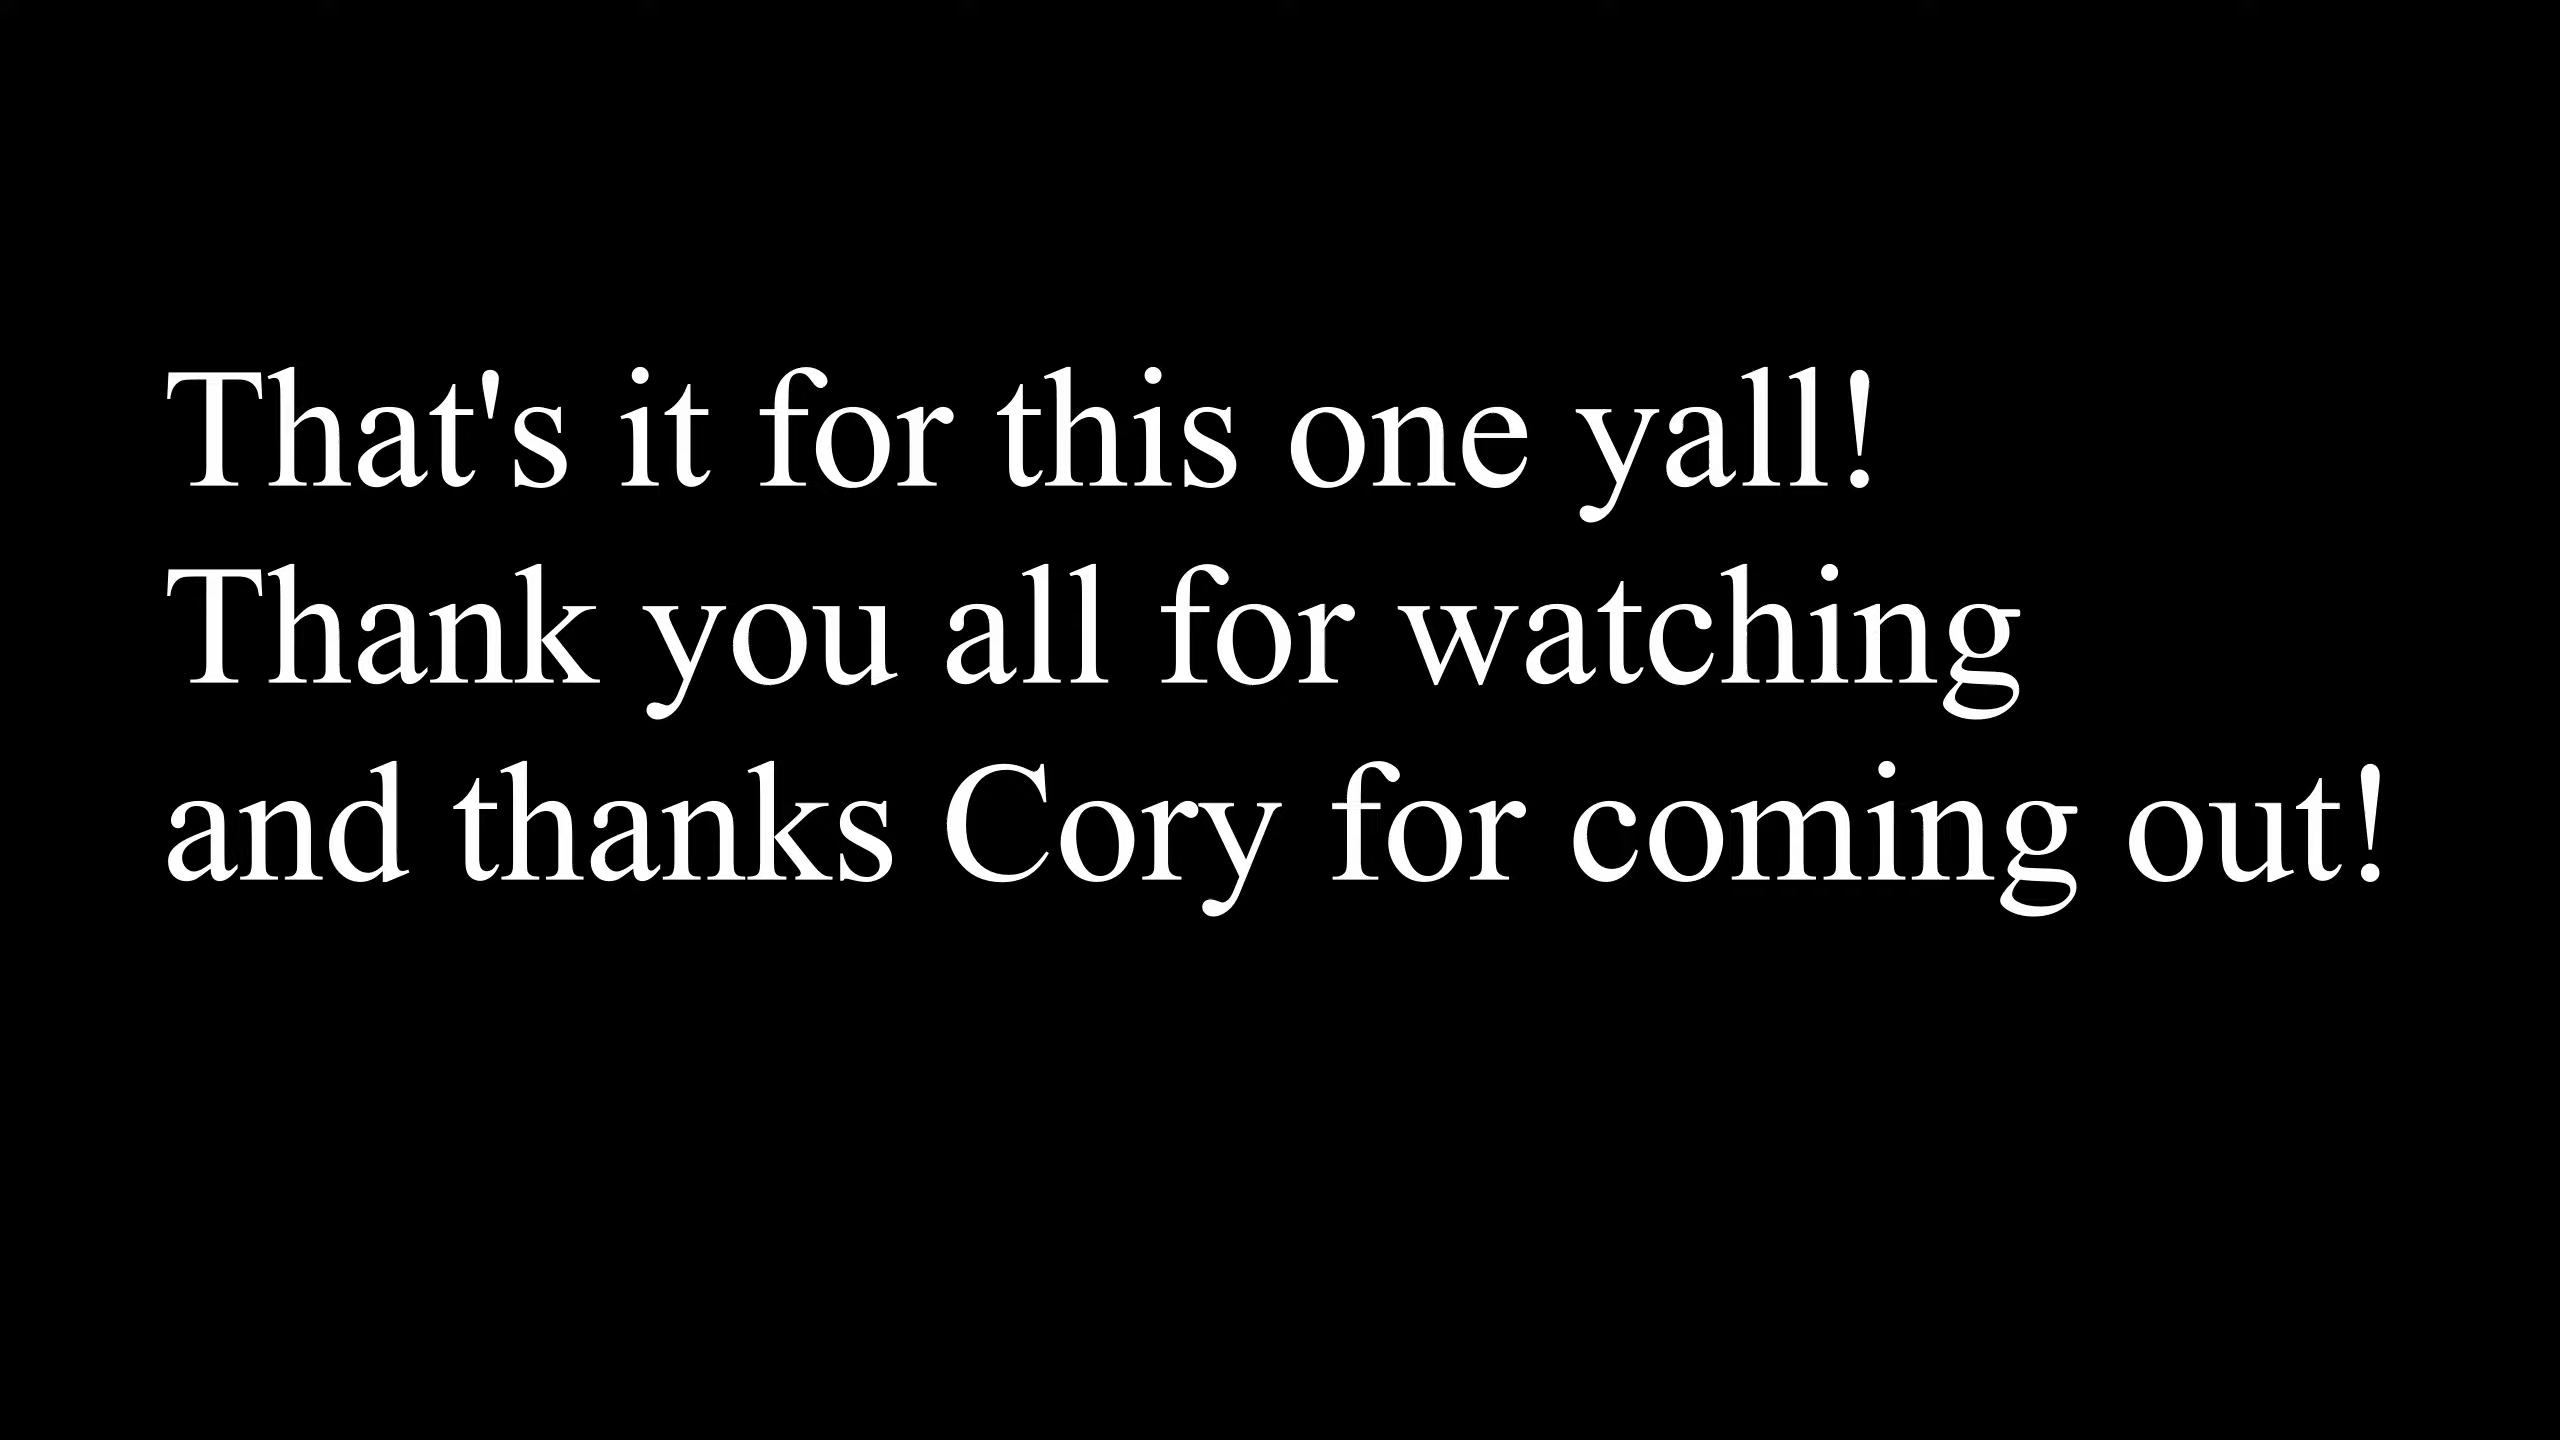 That's it for this one yall!
Thank you all for watching
and thanks Cory for coming out!